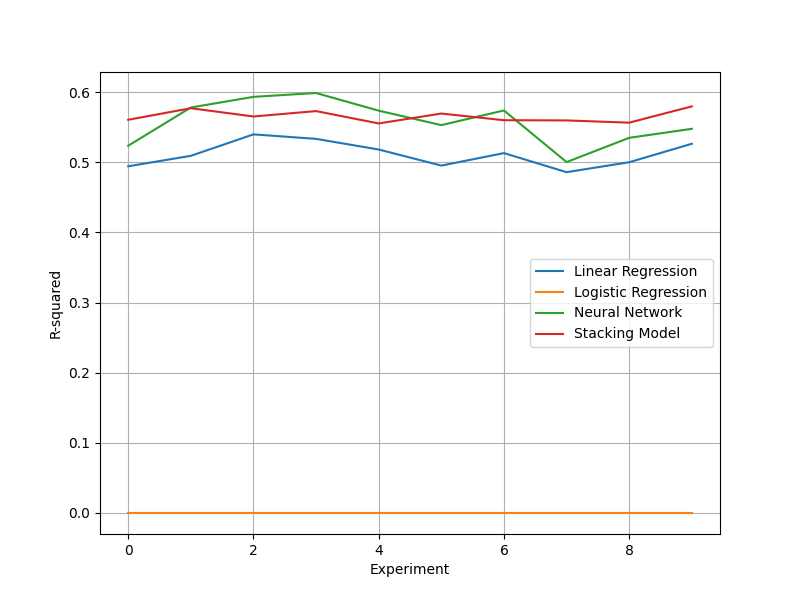 0.6
0.5
0.4
0.3
0.2
0.1
0.0
R-squared
Linear Regression
Logistic Regression
Neural Network
Stacking Model
0 2 4 6 8
Experiment